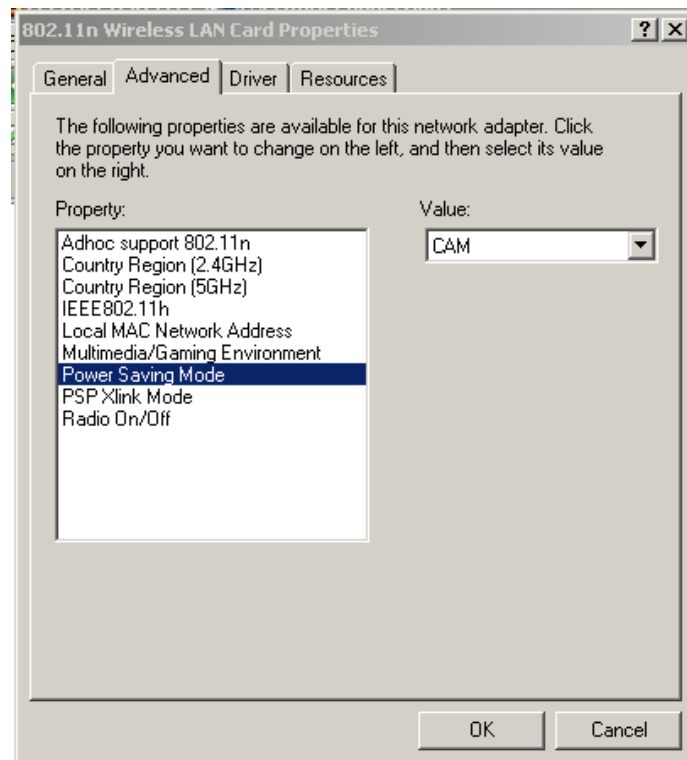 802.11n Wireless LAN Card Properties
General Advanced Driver Resources
The following properties are available for this network adapter. Click
the property you want to change on the left, and then select its value
on the right.
Property:
Value:
Adhoc support 802.11n
Country Region (2.4GHz)
Country Region (5GHz)
IEEE802.11h
Local MAC Network Address
Multimedia/Gaming Environment
Power Saving Mode
PSP Xlink Mode
Radio On/Off
CAM
OK Cancel